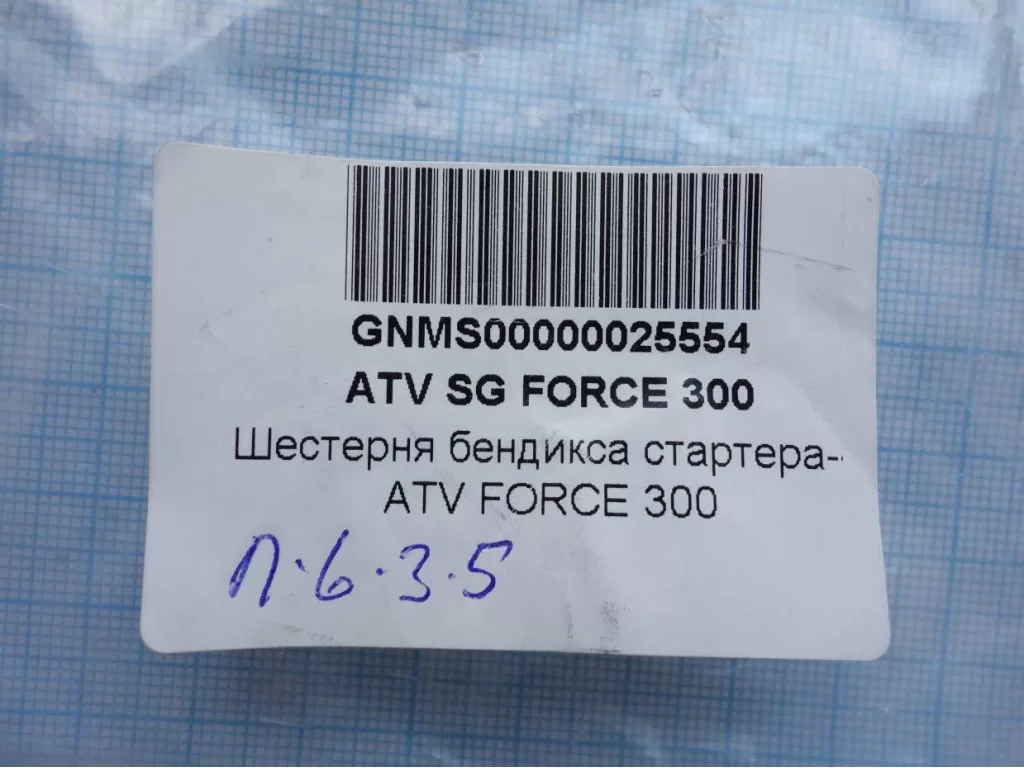 GNMS00000025554
ATV SG FORCE 300
Шестерня бендикса стартера-
ATV FORCE 300
Л.6.3.5